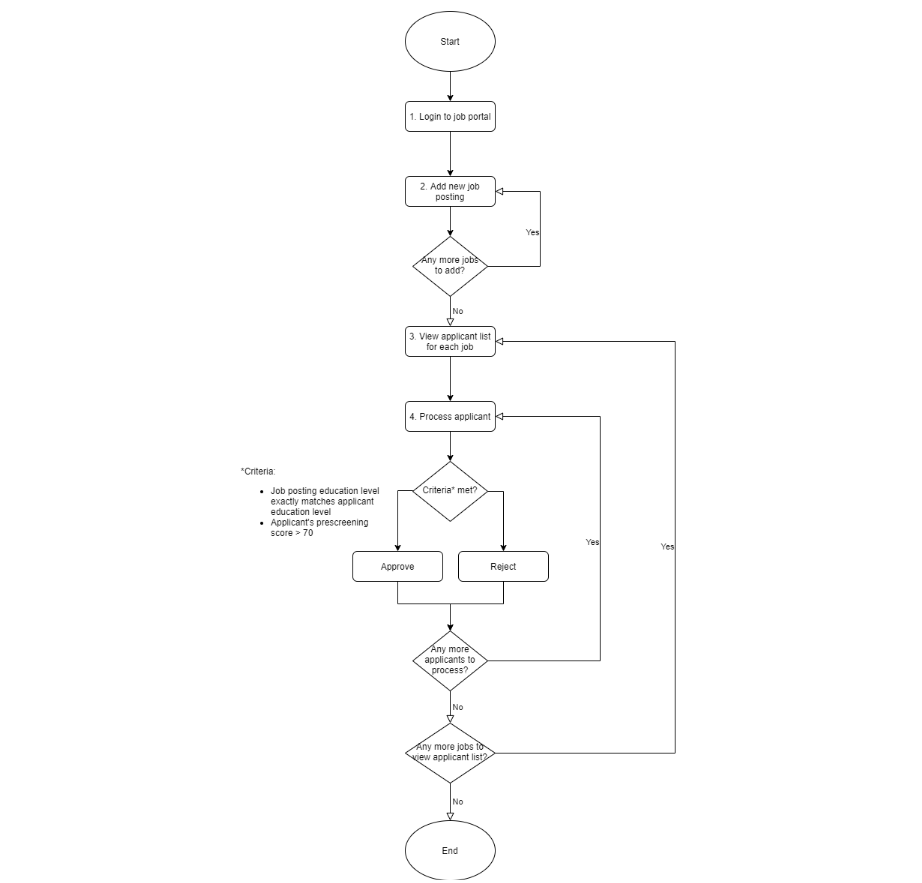 Start
1. Login to job portal
2. Add new job
posting
Yes
Any more jobs
to add?
No
3. View applicant list
for each job
4. Process applicant
*Criteria:
Job posting education level
exactly matches applicant
education level
Applicant's prescreening
score > 70
Criteria* met?
Yes
Yes
Approve
Reject
Any more
applicants to
process?
No
Any more jobs to
view applicant list?
No
End